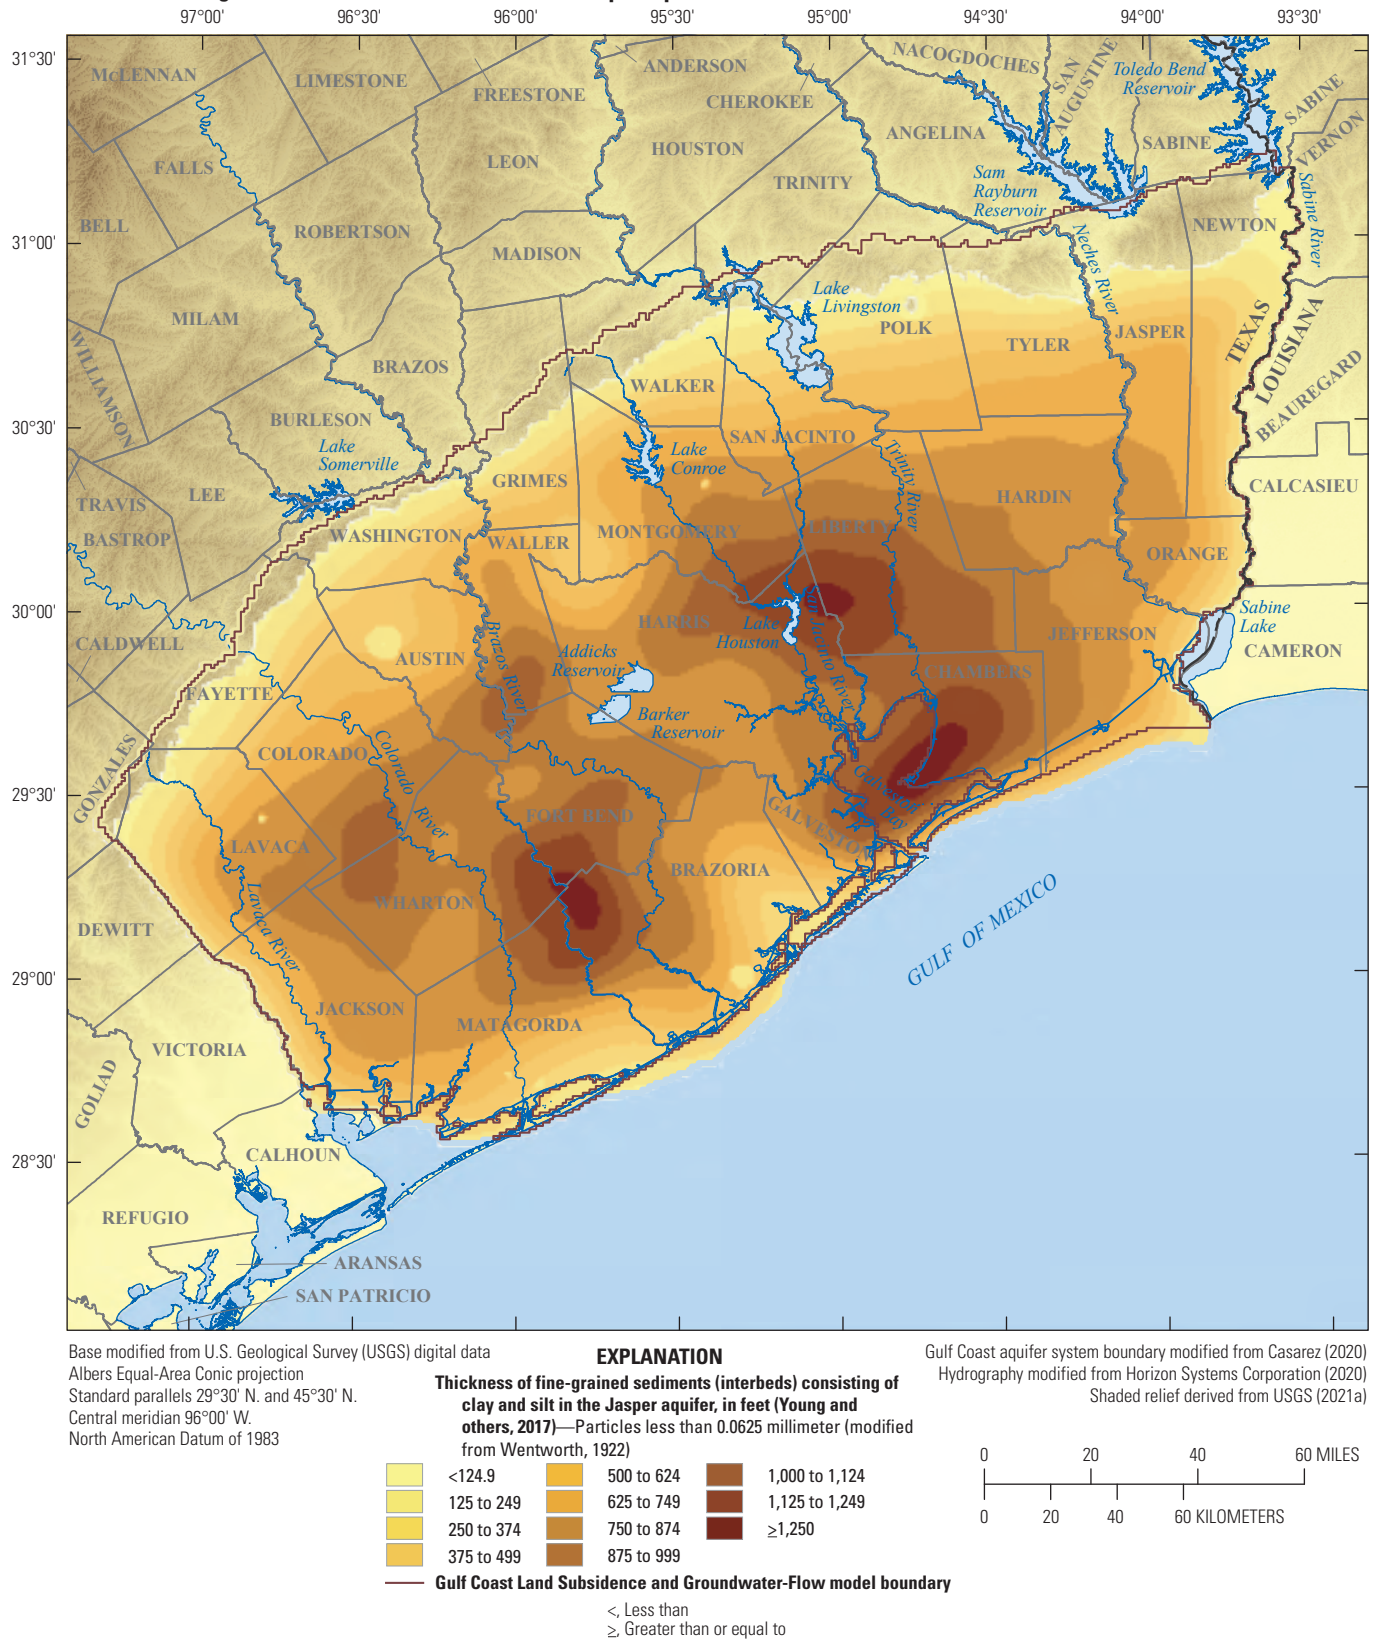 97°00'
96°30'
96°00'
95°30'
95°00'
94°30'
94°00'
93°30'
31°30'
31°00'
30°30'
30°00'
29°30'
29°00'
28°30'
McLENNAN
LIMESTONE
FREESTONE
ANDERSON
CHEROKEE
NACOGDOCHES
SAN
AUGUSTINE
Toledo Bend
Reservoir
SABINE
SABINE
VERNON
FALLS
LEON
HOUSTON
ANGELINA
TRINITY
Sam
Rayburn
Reservoir
BELL
ROBERTSON
MADISON
NEWTON
Sabine River
Neches River
MILAM
BRAZOS
Lake
Livingston
POLK
TYLER
JASPER
TEXAS
LOUISIANA
WILLIAMSON
BURLESON
WALKER
BEAUREGARD
Lake
Somerville
SAN JACINTO
Lake
Conroe
Trinity River
TRAVIS
LEE
GRIMES
HARDIN
CALCASIEU
BASTROP
WASHINGTON
WALLER
MONTGOMERY
LIBERTY
ORANGE
CALDWELL
HARRIS
Lake
Houston
San Jacinto River
JEFFERSON
Sabine
Lake
CAMERON
AUSTIN
Brazos River
Addicks
Reservoir
Barker
Reservoir
CHAMBERS
FAYETTE
COLORADO
Colorado River
GONZALES
FORT BEND
Galveston
Bay
GALVESTON
LAVACA
BRAZORIA
WHARTON
Lavaca River
DEWITT
GULF OF MEXICO
JACKSON
MATAGORDA
VICTORIA
GOLIAD
CALHOUN
REFUGIO
ARANSAS
SAN PATRICIO
Base modified from U.S. Geological Survey (USGS) digital data
Albers Equal-Area Conic projection
Standard parallels 29°30' N. and 45°30' N.
Central meridian 96°00' W.
North American Datum of 1983
EXPLANATION
Thickness of fine-grained sediments (interbeds) consisting of
clay and silt in the Jasper aquifer, in feet (Young and
others, 2017)—Particles less than 0.0625 millimeter (modified
from Wentworth, 1922)
<124.9
125 to 249
250 to 374
375 to 499
500 to 624
625 to 749
750 to 874
875 to 999
1,000 to 1,124
1,125 to 1,249
≥1,250
Gulf Coast Land Subsidence and Groundwater-Flow model boundary
<, Less than
≥, Greater than or equal to
Gulf Coast aquifer system boundary modified from Casarez (2020)
Hydrography modified from Horizon Systems Corporation (2020)
Shaded relief derived from USGS (2021a)
0 20 40 60 MILES
0 20 40 60 KILOMETERS